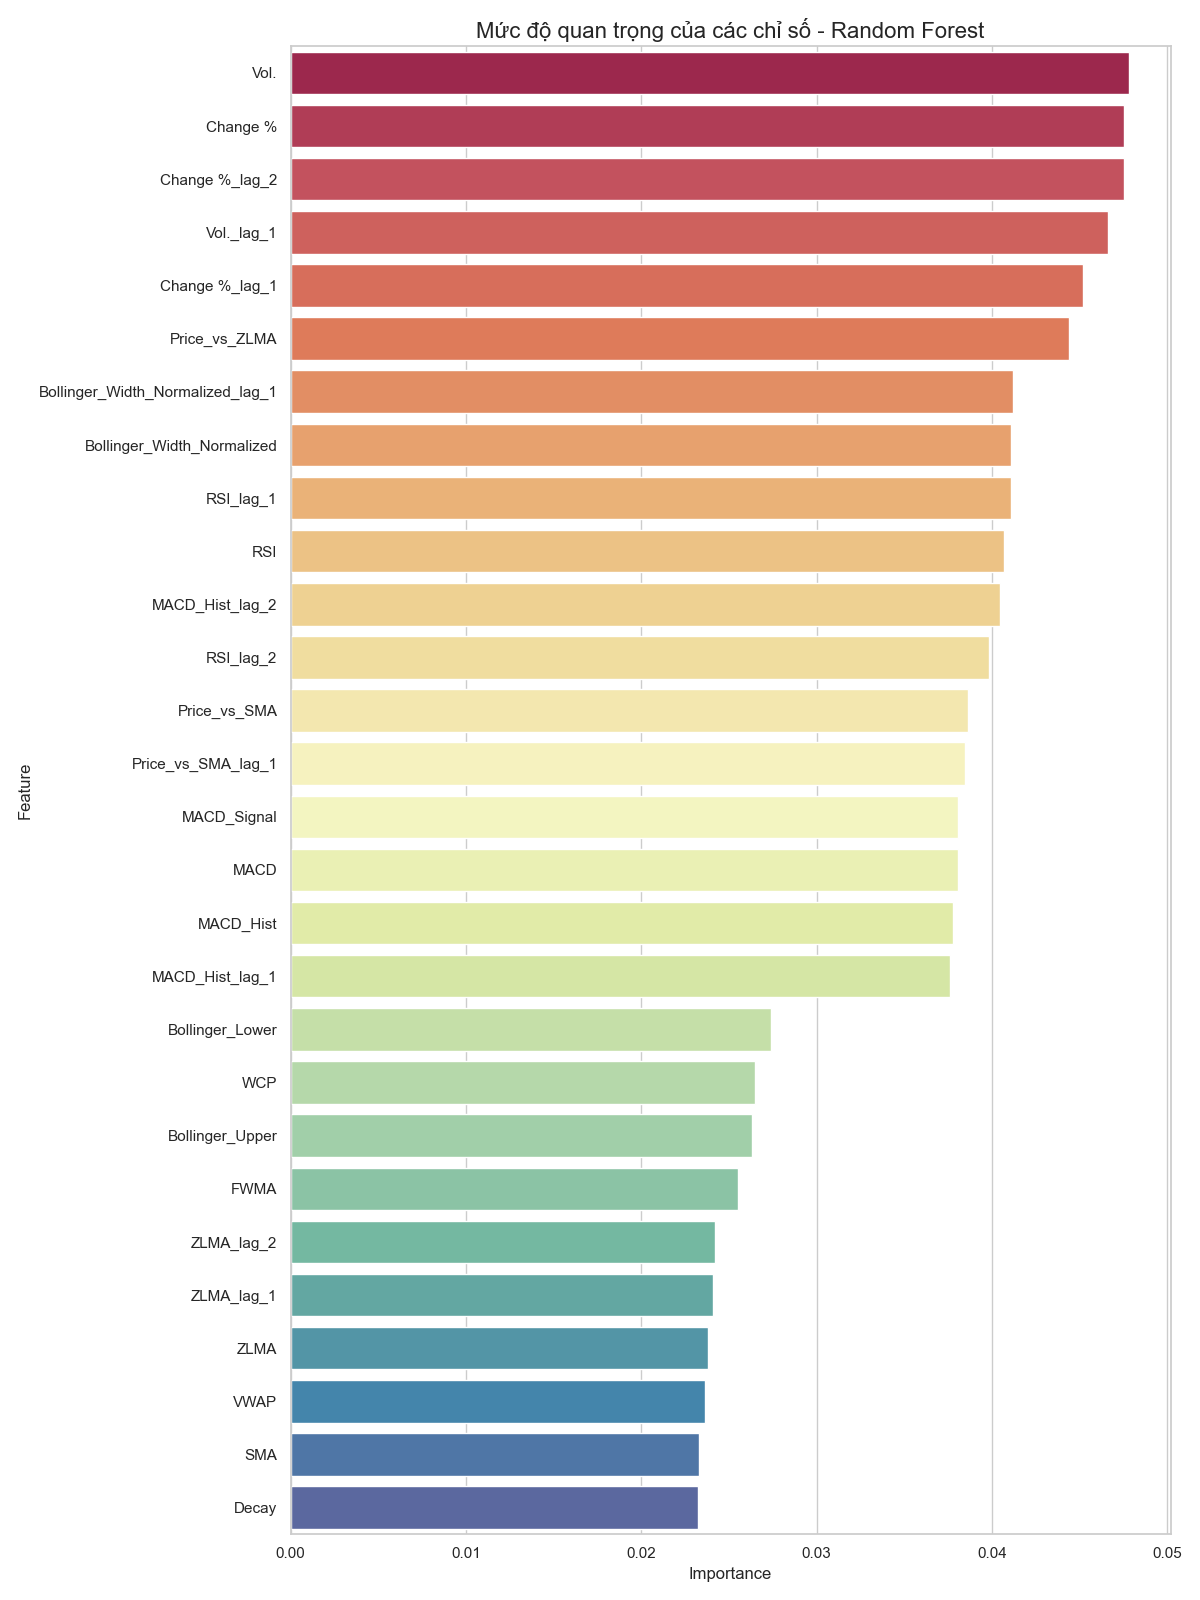 Mức độ quan trọng của các chỉ số - Random Forest
Vol.
Change %
Change %_lag_2
Vol._lag_1
Change %_lag_1
Price_vs_ZLMA
Bollinger_Width_Normalized_lag_1
Bollinger_Width_Normalized
RSI_lag_1
RSI
MACD_Hist_lag_2
RSI_lag_2
Price_vs_SMA
Price_vs_SMA_lag_1
MACD_Signal
MACD
MACD_Hist
MACD_Hist_lag_1
Bollinger_Lower
WCP
Bollinger_Upper
FWMA
ZLMA_lag_2
ZLMA_lag_1
ZLMA
VWAP
SMA
Decay
Feature
0.00 0.01 0.02 0.03 0.04 0.05
Importance